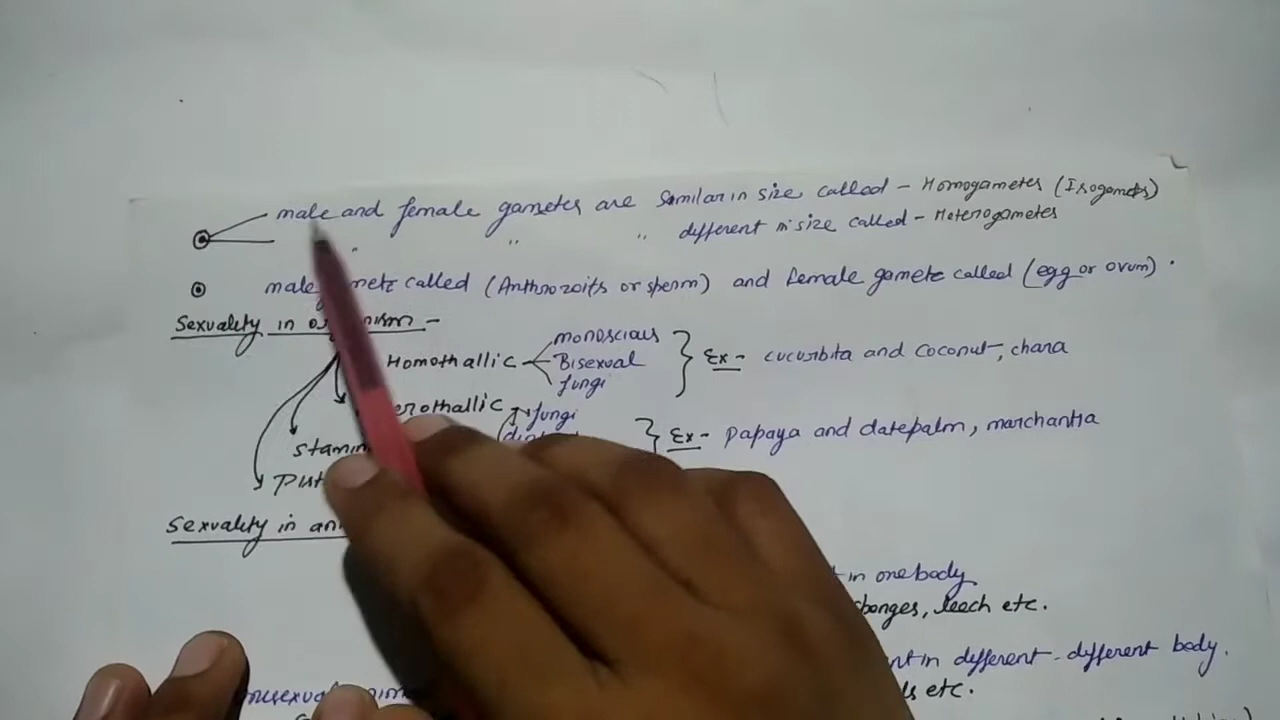 male and female gametes are similar in size called - Homogametes (Isogamets)
" " " different in size called - Heterogametes
male called (Anthrozoits or sperm) and female gamete called (egg or ovum).
Sexuality in
Homothallic
monoscious
Bisexual
fungi
Ex - cucurbita and coconut, chara
fungi
Ex - papaya and datepalm, marchantia
Sexuality in
in one body
sponges, leech etc.
in different - different body.
etc.